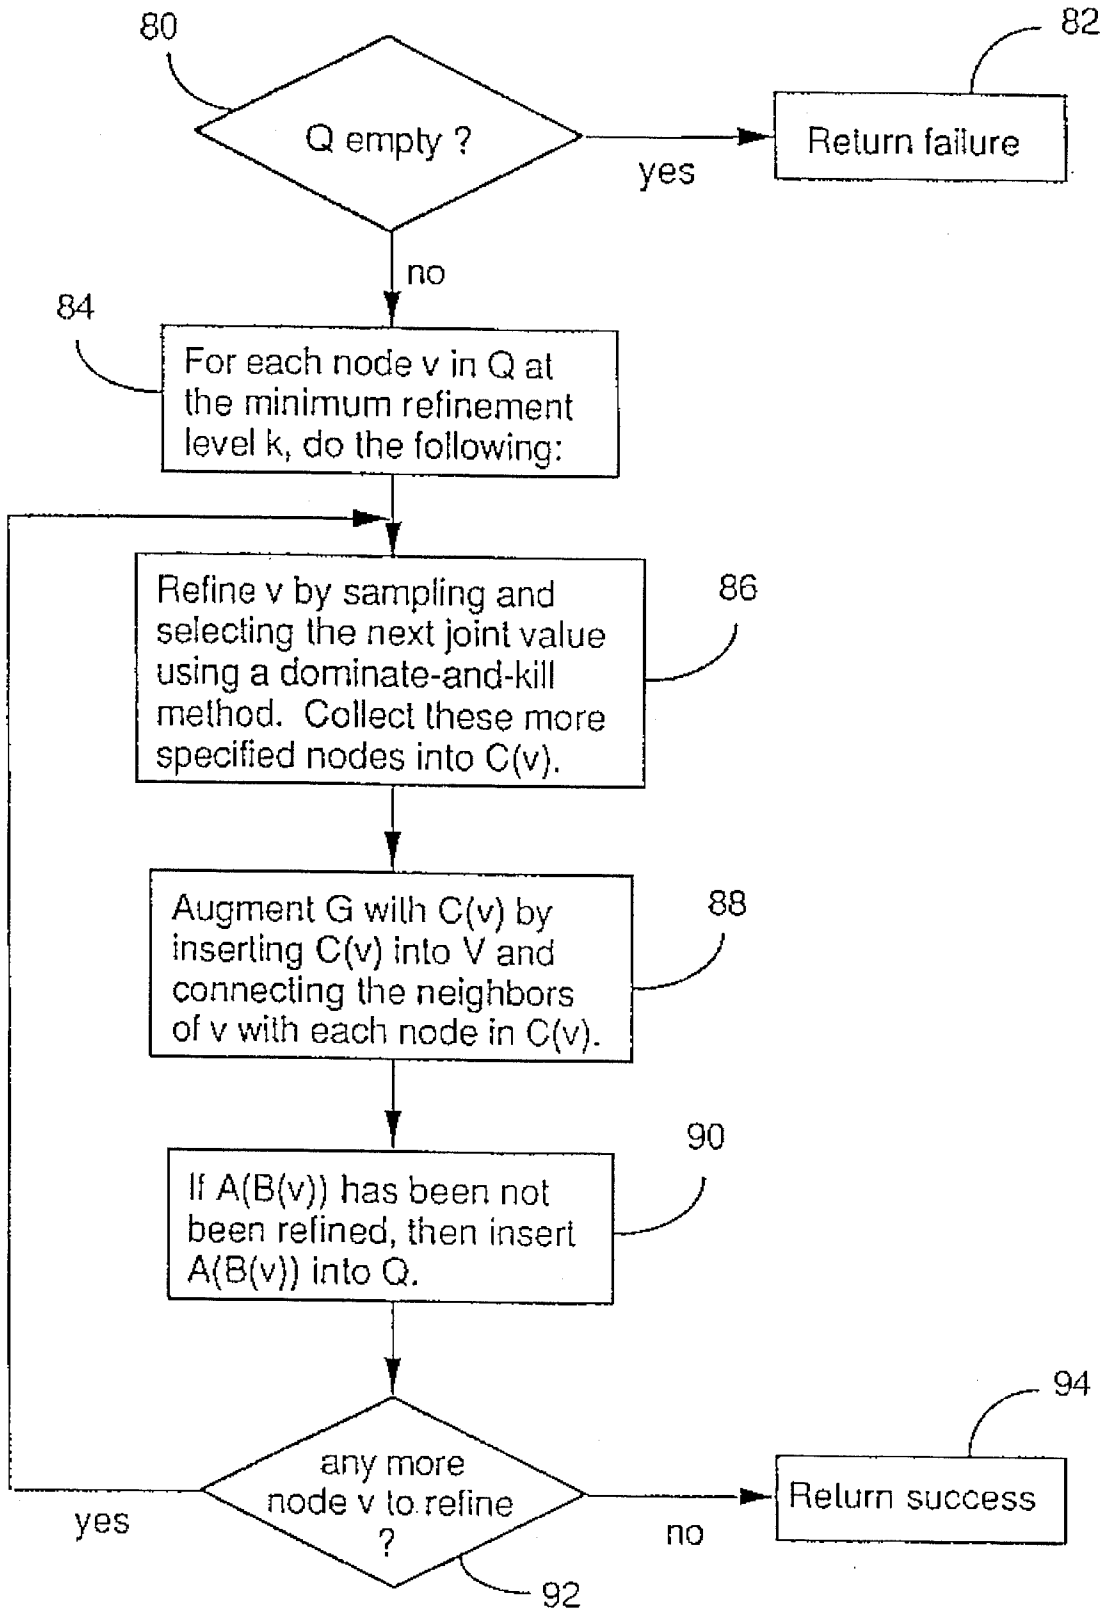 80
82
Q empty ?
Return failure
yes
no
84
For each node v in Q at
the minimum refinement
level k, do the following:
86
Refine v by sampling and
selecting the next joint value
using a dominate-and-kill
method. Collect these more
specified nodes into C(v).
88
Augment G with C(v) by
inserting C(v) into V and
connecting the neighbors
of v with each node in C(v).
90
If A(B(v)) has been not
been refined, then insert
A(B(v)) into Q.
94
any more
node v to refine
?
Return success
yes
no
92